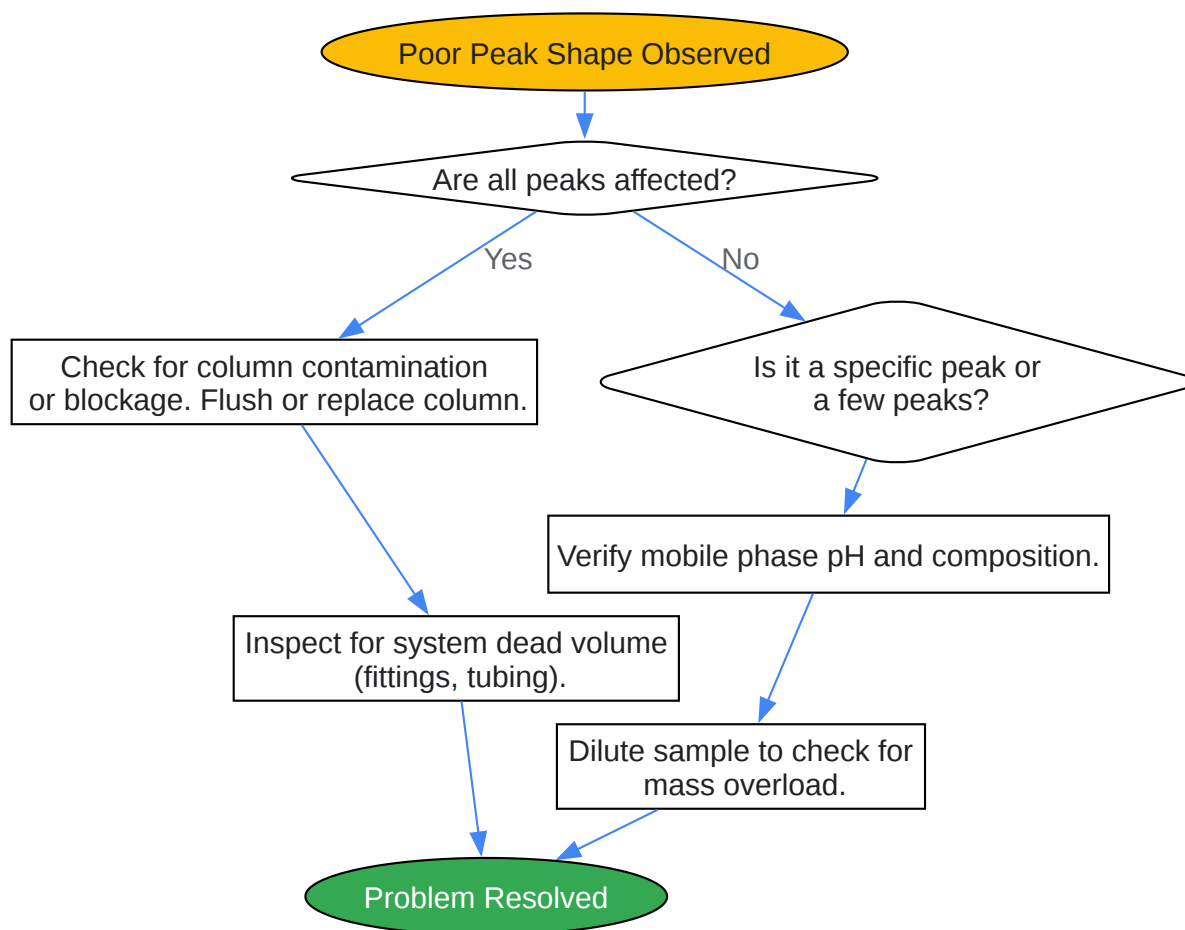 Poor Peak Shape Observed
Are all peaks affected?
Yes
No
Check for column contamination
or blockage. Flush or replace column.
Is it a specific peak or
a few peaks?
Verify mobile phase pH and composition.
Inspect for system dead volume
(fittings, tubing).
Dilute sample to check for
mass overload.
Problem Resolved